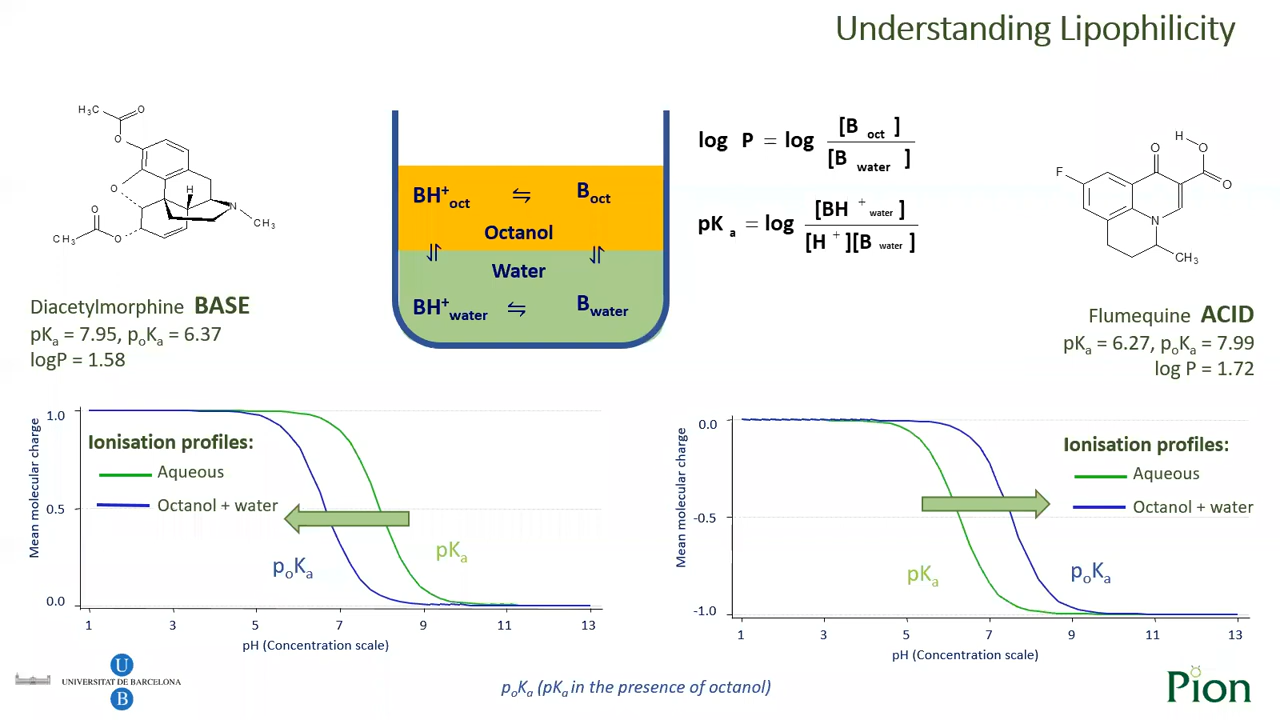 Understanding Lipophilicity
H₃C
O
O
O
H
N
CH₃
O
CH₃
O
Diacetylmorphine BASE
pKₐ = 7.95, pₒKₐ = 6.37
logP = 1.58
BH⁺oct ⇋ Boct
Octanol
⥮ ⥮
Water
BH⁺water ⇋ Bwater
log P = log [B oct ] / [B water ]
pK a = log [BH + water ] / [H + ][B water ]
H
O
O
O
F
N
CH₃
Flumequine ACID
pKₐ = 6.27, pₒKₐ = 7.99
log P = 1.72
Mean molecular charge
1.0
0.5
0.0
Ionisation profiles:
Aqueous
Octanol + water
pₒKₐ
pKₐ
1 3 5 7 9 11 13
pH (Concentration scale)
Mean molecular charge
0.0
-0.5
-1.0
Ionisation profiles:
Aqueous
Octanol + water
pKₐ
pₒKₐ
1 3 5 7 9 11 13
pH (Concentration scale)
U
UNIVERSITAT DE BARCELONA
B
pₒKₐ (pKₐ in the presence of octanol)
Pion